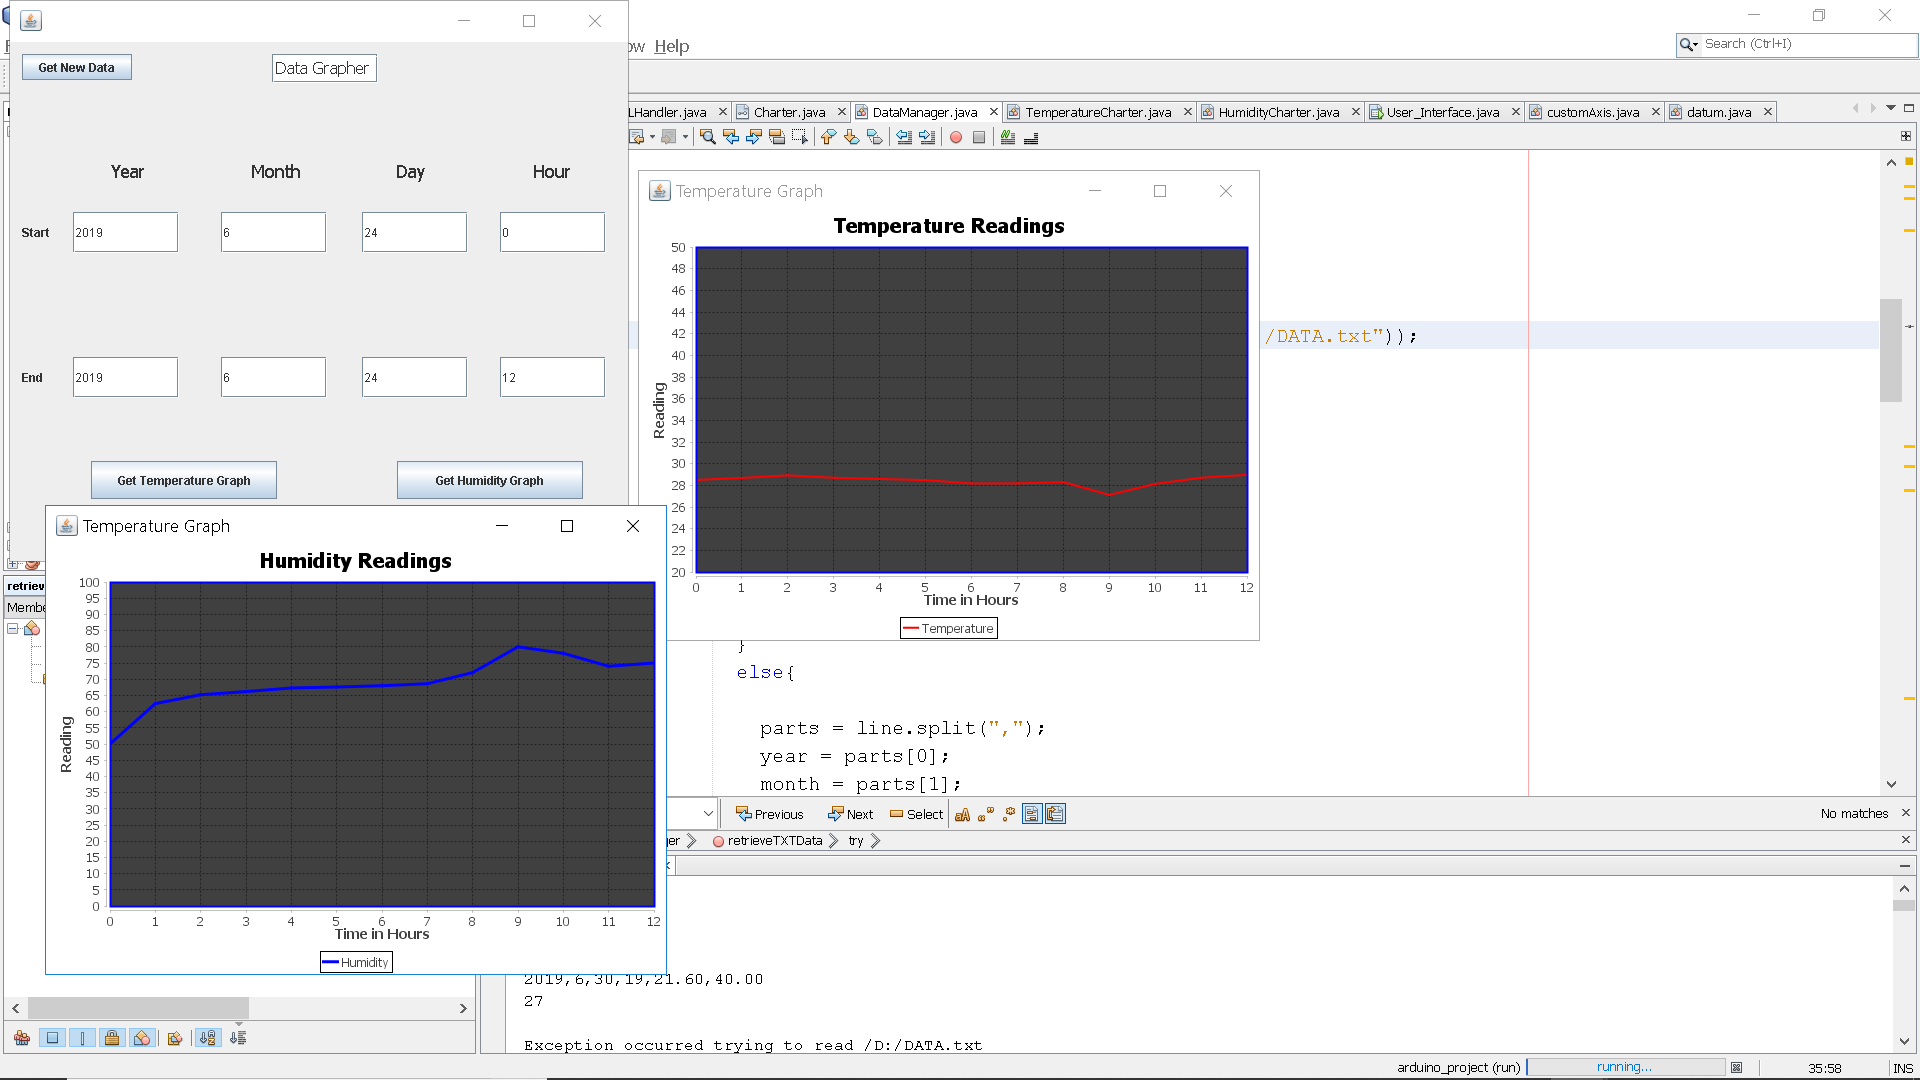 Get New Data
Data Grapher
Year Month Day Hour
Start 2019 6 24 0
End 2019 6 24 12
Get Temperature Graph Get Humidity Graph
Help
Search (Ctrl+I)
LHandler.java Charter.java DataManager.java TemperatureCharter.java HumidityCharter.java User_Interface.java customAxis.java datum.java
Temperature Graph
Temperature Readings
50
48
46
44
42
40
38
36
34
32
30
28
26
24
22
20
Reading
0 1 2 3 4 5 6 7 8 9 10 11 12
Time in Hours
Temperature
/DATA.txt"));
Temperature Graph
Humidity Readings
100
95
90
85
80
75
70
65
60
55
50
45
40
35
30
25
20
15
10
5
0
Reading
0 1 2 3 4 5 6 7 8 9 10 11 12
Time in Hours
Humidity
retriev
Membe
}
else{
parts = line.split(",");
year = parts[0];
month = parts[1];
Previous Next Select
No matches
ger retrieveTXTData try
2019,6,30,19,21.60,40.00
27
Exception occurred trying to read /D:/DATA.txt
arduino_project (run) running... 35:58 INS